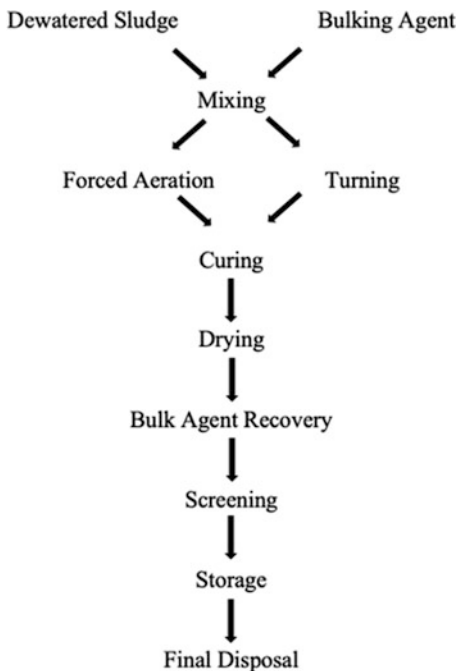 Dewatered Sludge Bulking Agent
Mixing
Forced Aeration Turning
Curing
Drying
Bulk Agent Recovery
Screening
Storage
Final Disposal